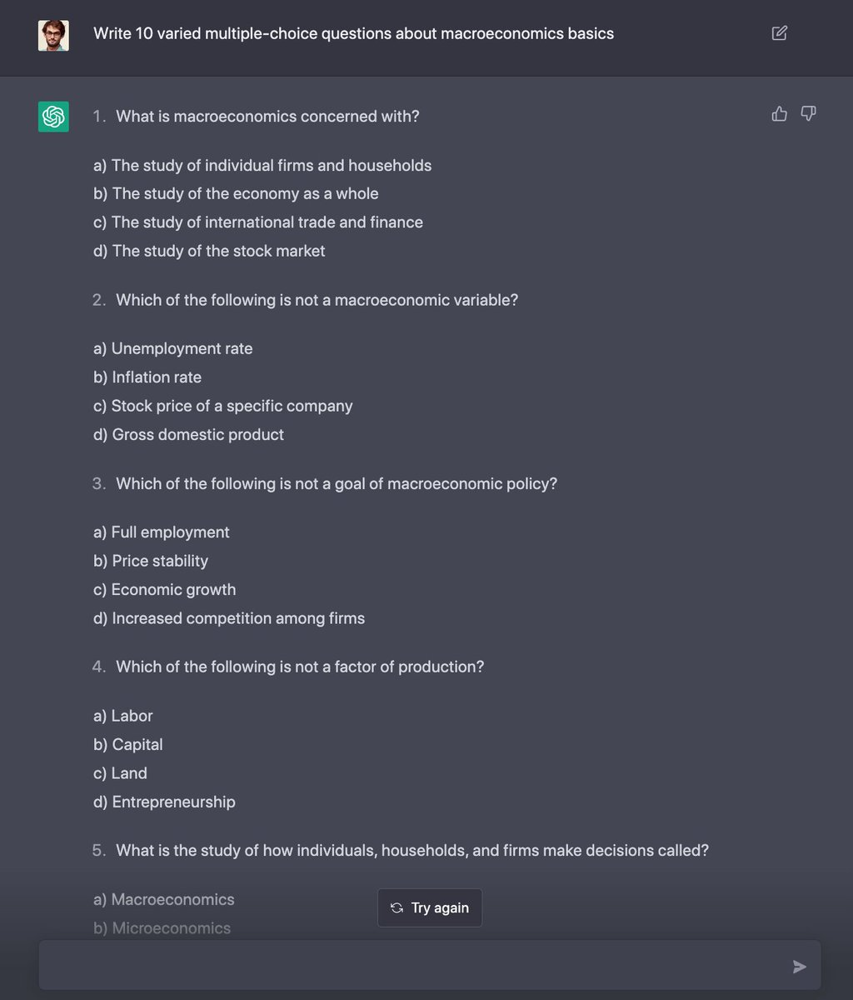 Write 10 varied multiple-choice questions about macroeconomics basics
1. What is macroeconomics concerned with?
a) The study of individual firms and households
b) The study of the economy as a whole
c) The study of international trade and finance
d) The study of the stock market
2. Which of the following is not a macroeconomic variable?
a) Unemployment rate
b) Inflation rate
c) Stock price of a specific company
d) Gross domestic product
3. Which of the following is not a goal of macroeconomic policy?
a) Full employment
b) Price stability
c) Economic growth
d) Increased competition among firms
4. Which of the following is not a factor of production?
a) Labor
b) Capital
c) Land
d) Entrepreneurship
5. What is the study of how individuals, households, and firms make decisions called?
a) Macroeconomics
b) Microeconomics
Try again